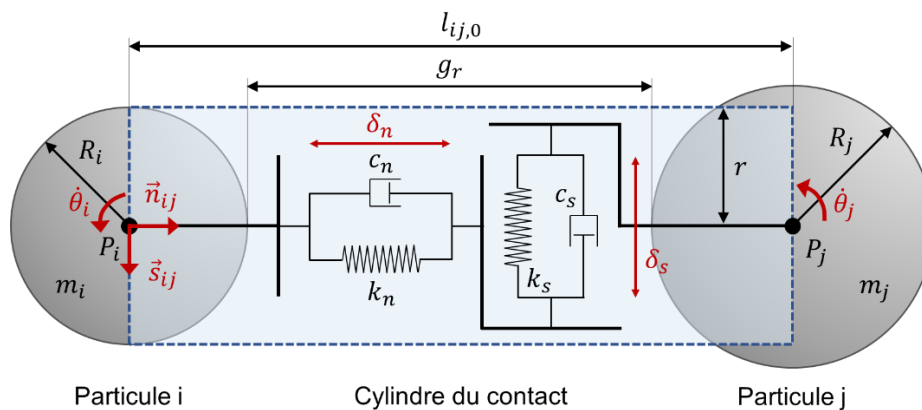 l_{ij,0}
g_r
δ_n
R_i
c_n
r
R_j
θ̇_i
n⃗_{ij}
c_s
θ̇_j
P_i
P_j
s⃗_{ij}
k_n
k_s
δ_s
m_i
m_j
Particule i
Cylindre du contact
Particule j